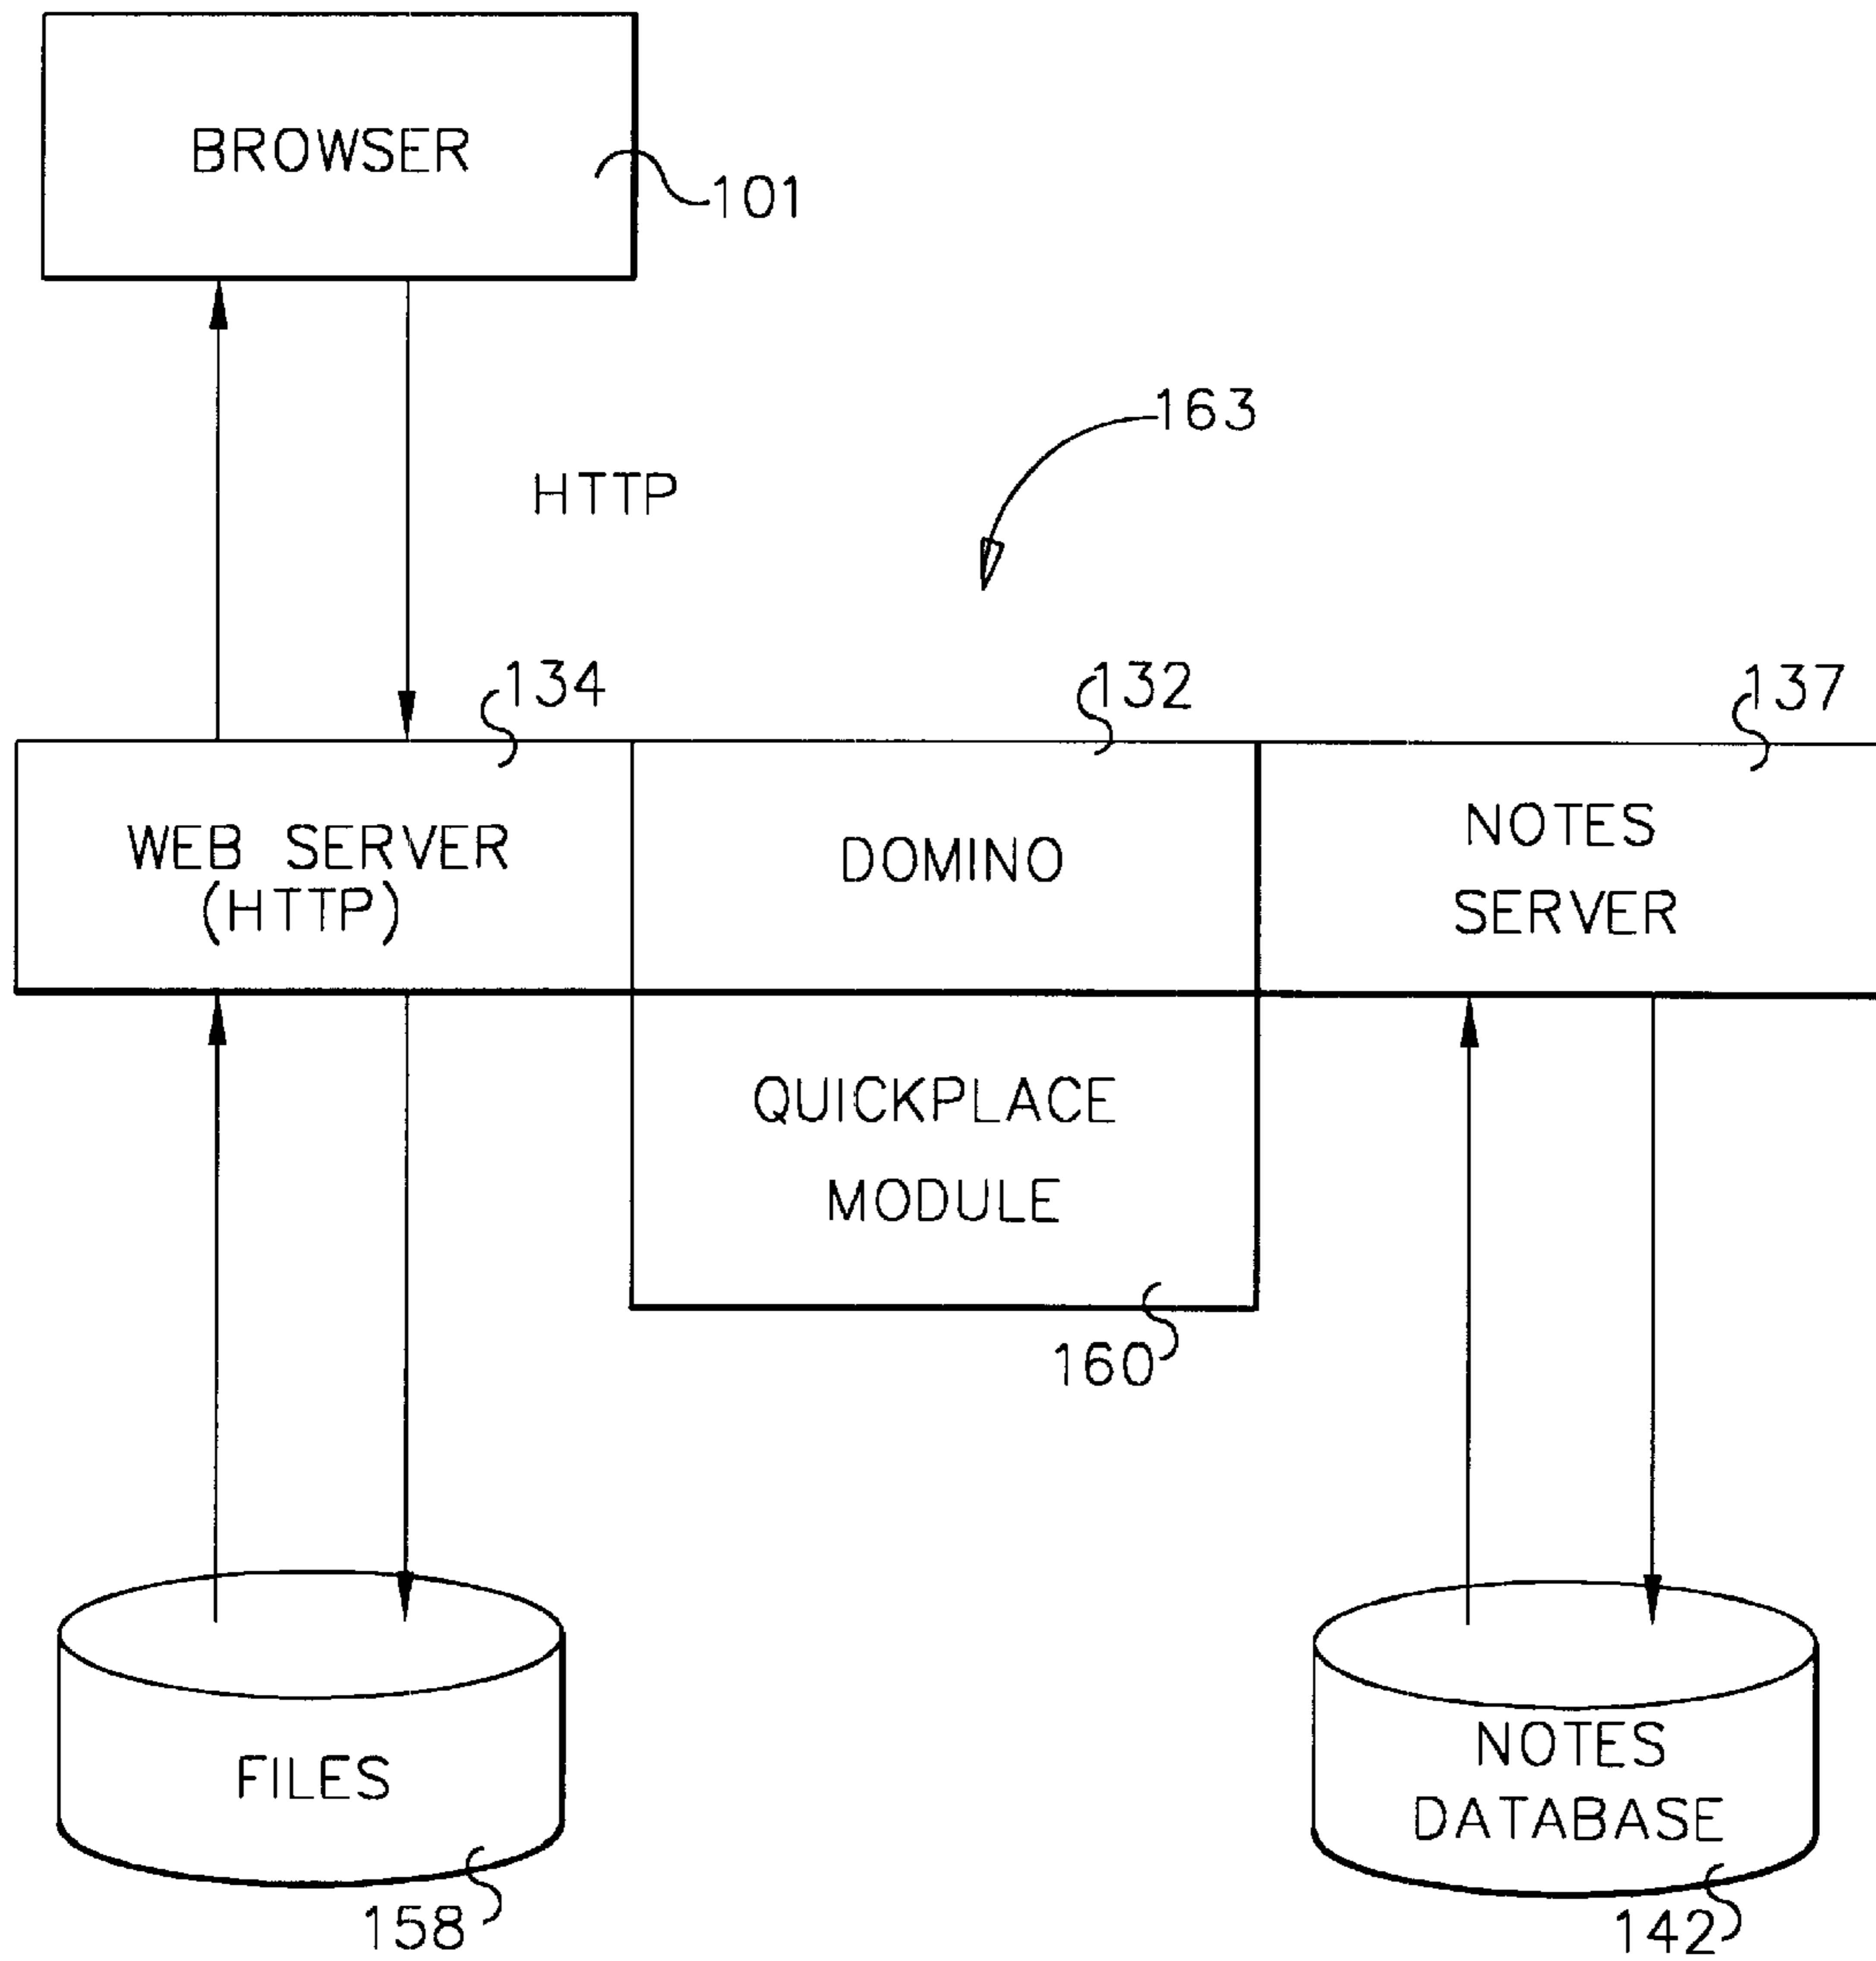 BROWSER
101
163
HTTP
134
132
137
WEB SERVER
(HTTP)
DOMINO
NOTES
SERVER
QUICKPLACE
MODULE
160
FILES
NOTES
DATABASE
158
142